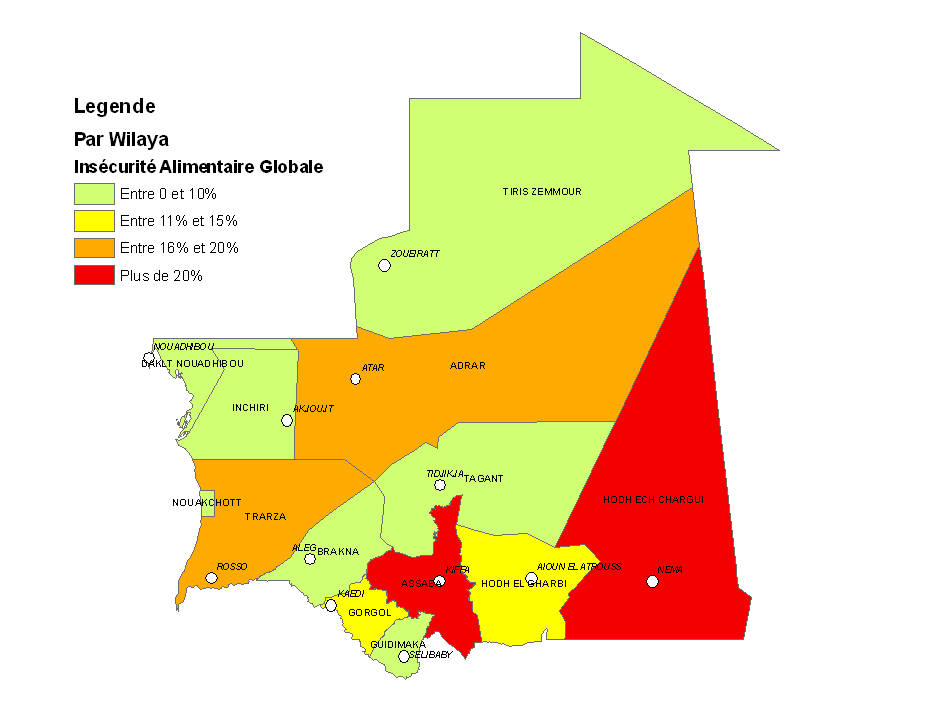 Legende
Par Wilaya
Insécurité Alimentaire Globale
Entre 0 et 10%
Entre 11% et 15%
Entre 16% et 20%
Plus de 20%
TIRIS ZEMMOUR
ZOUEIRATT
NOUADHIBOU
DAKLT NOUADHIBOU
ATAR
ADRAR
INCHIRI
AKJOUJT
TIDJIKJA
TAGANT
NOUAKCHOTT
TRARZA
HODH ECH CHARGUI
ALEG
BRAKNA
ROSSO
KIFFA
ASSABA
AIOUN EL ATROUSS
HODH EL GHARBI
NEMA
KAEDI
GORGOL
GUIDIMAKA
SELIBABY